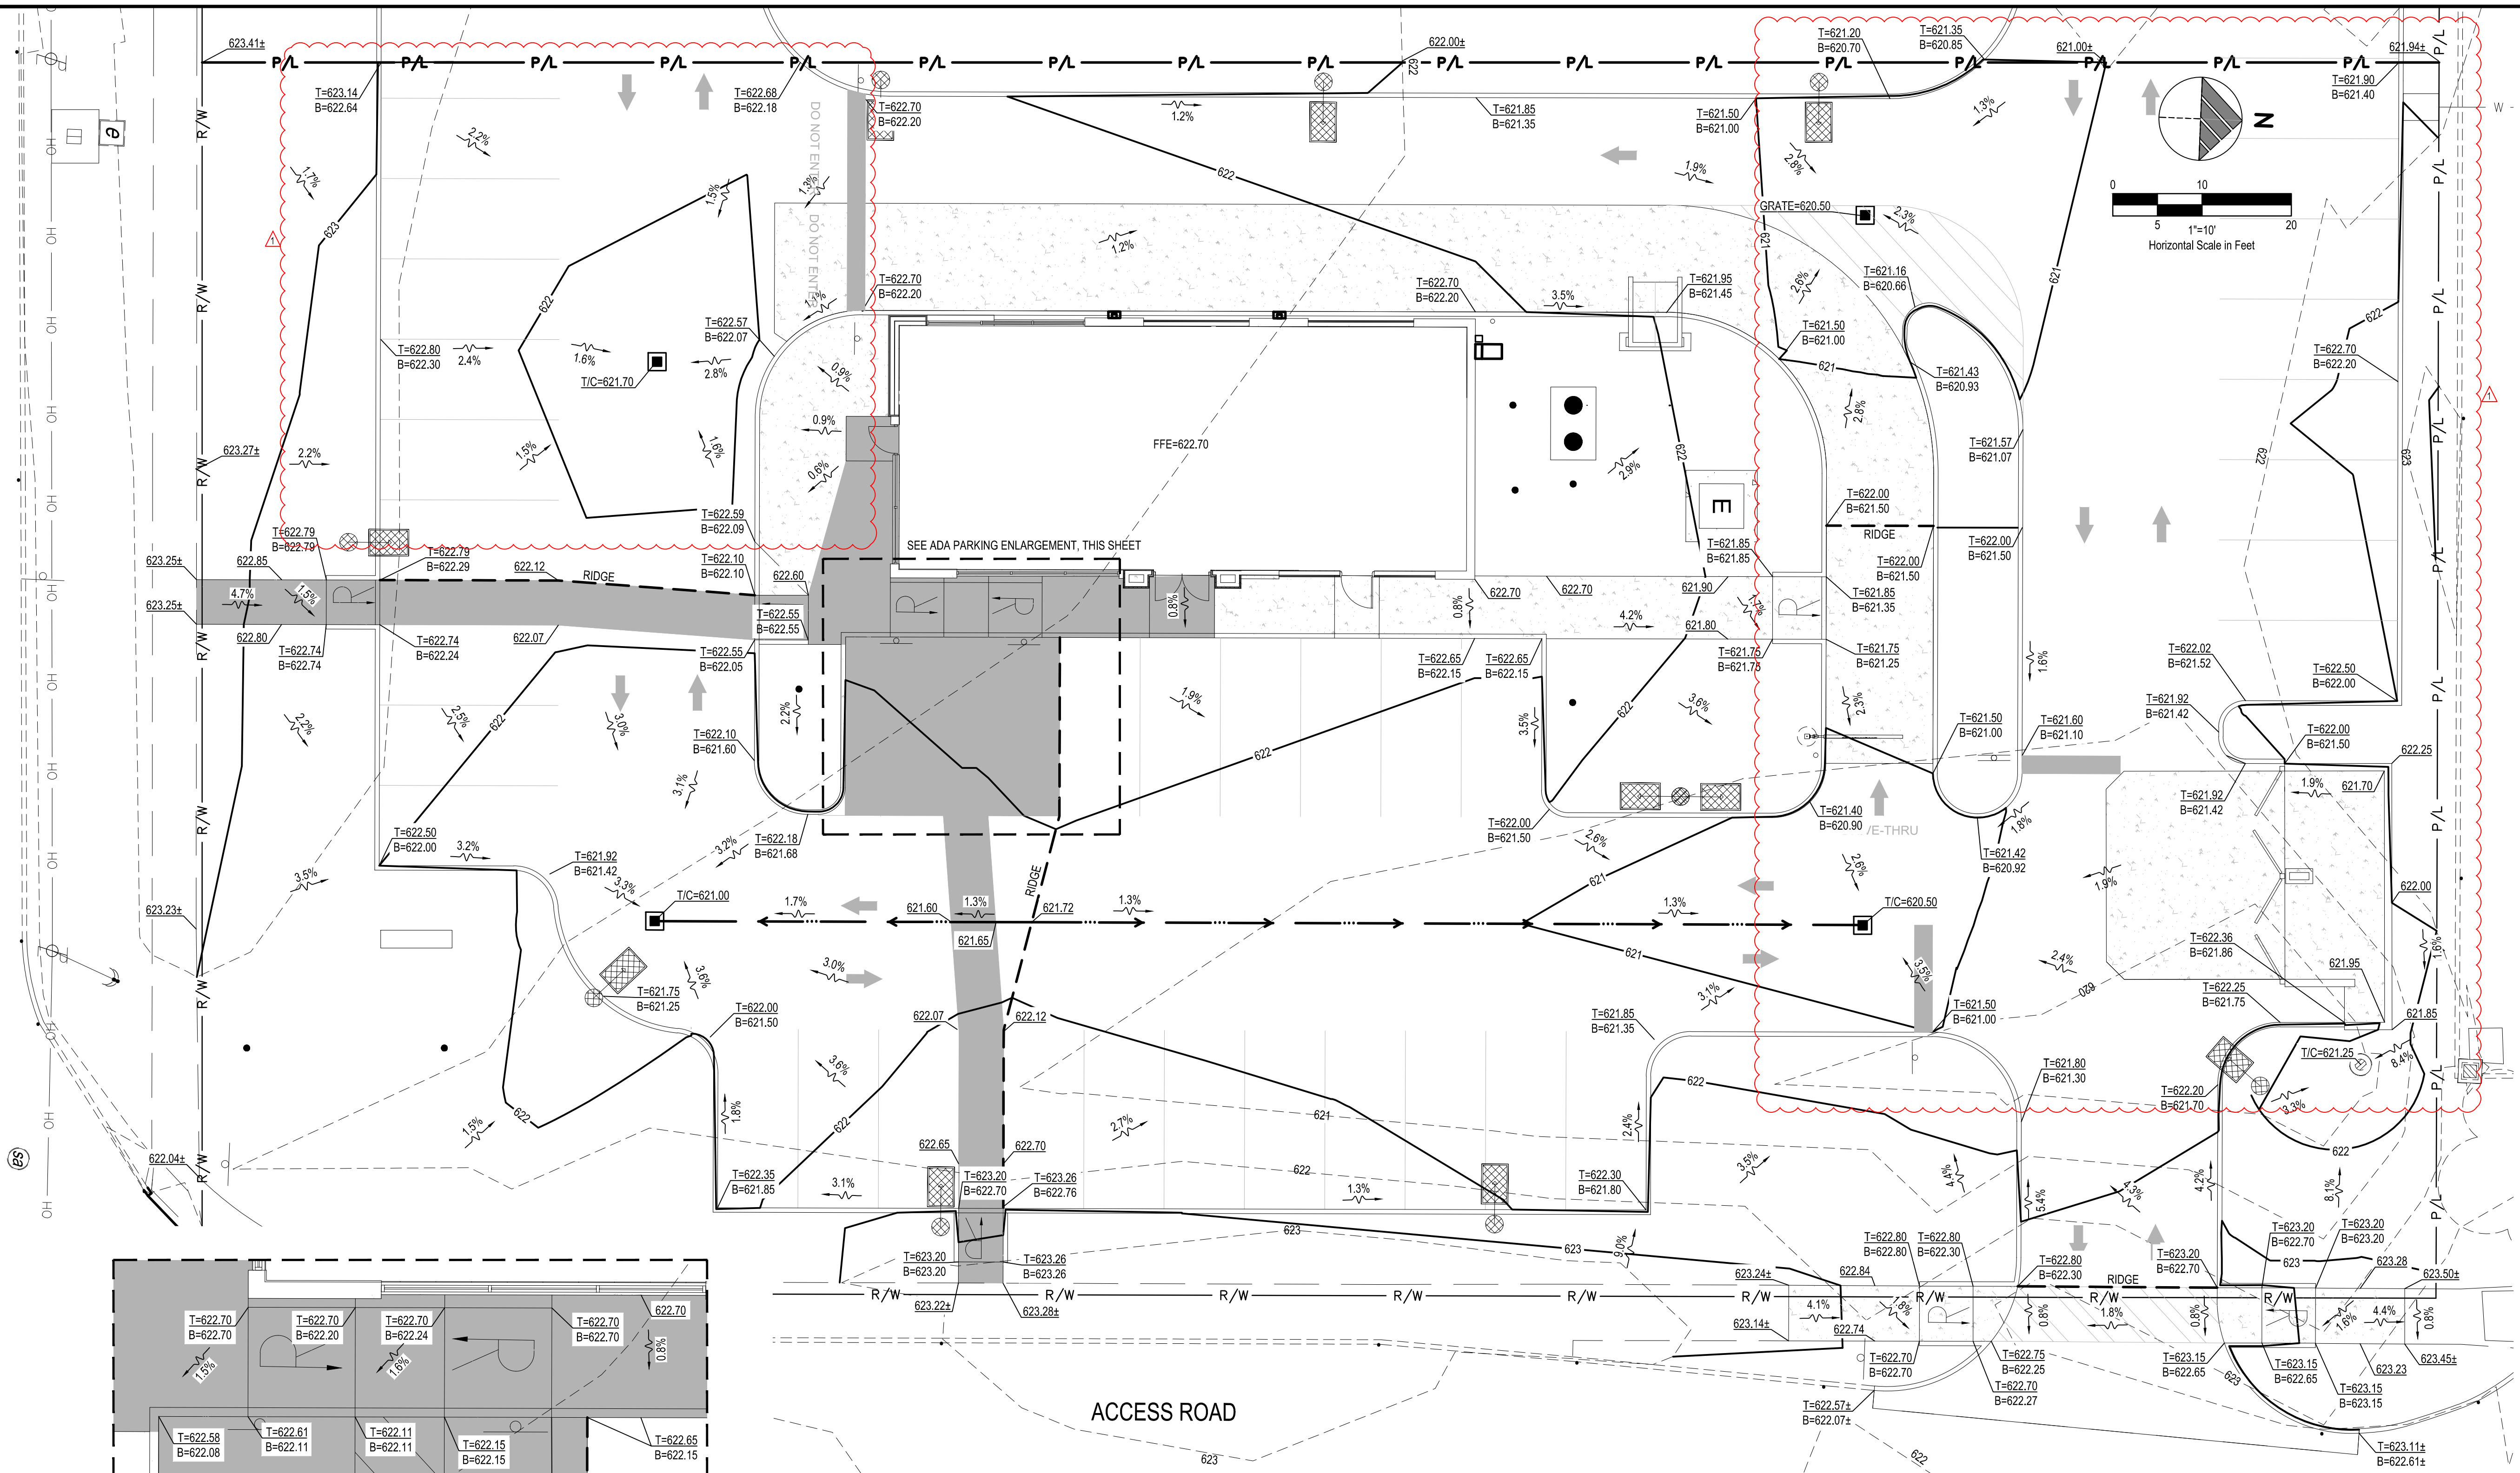 623.41±
P/L P/L P/L P/L P/L P/L P/L P/L P/L P/L P/L P/L P/L P/L P/L P/L P/L
622.00±
622
T=621.20
B=620.70
T=621.35
B=620.85
621.00±
621.94±
T=621.90
B=621.40
W
T=623.14
B=622.64
T=622.68
B=622.18
T=622.70
B=622.20
1.2%
T=621.85
B=621.35
T=621.50
B=621.00
1.3%
N
e
R/W
OH
2.2%
1.7%
DO NOT ENTER
DO NOT ENTER
1.5%
1.3%
622
1.9%
2.8%
GRATE=620.50
2.3%
0
10
5
20
1"=10'
Horizontal Scale in Feet
623
1
1.2%
621
621
2.6%
T=621.16
B=620.66
622
T=622.70
B=622.20
T=622.70
B=622.20
T=621.95
B=621.45
3.5%
T=622.57
B=622.07
T=621.50
B=621.00
622
T=622.70
B=622.20
T=622.80
B=622.30
2.4%
1.6%
2.8%
T/C=621.70
0.9%
621
T=621.43
B=620.93
1
2.8%
0.9%
FFE=622.70
T=621.57
B=621.07
622
623
623.27±
2.2%
1.5%
1.6%
0.6%
2.9%
622
E
T=622.00
B=621.50
RIDGE
T=622.00
B=621.50
T=622.59
B=622.09
T=622.79
B=622.79
T=622.79
B=622.29
SEE ADA PARKING ENLARGEMENT, THIS SHEET
623.25±
622.85
622.12
RIDGE
T=622.10
B=622.10
622.60
T=621.85
B=621.85
4.7%
1.5%
R
R
R
0.8%
622.70
622.70
621.90
1.7%
R
T=621.85
B=621.35
623.25±
622.80
T=622.74
B=622.74
T=622.74
B=622.24
622.07
T=622.55
B=622.55
T=622.55
B=622.05
0.8%
4.2%
621.80
T=621.75
B=621.75
T=621.75
B=621.25
T=622.65
B=622.15
T=622.65
B=622.15
1.6%
T=622.02
B=621.52
T=622.50
B=622.00
2.2%
2.5%
3.0%
2.2%
1.9%
622
3.5%
622
3.6%
2.3%
T=621.50
B=621.00
T=621.60
B=621.10
T=621.92
B=621.42
T=622.00
B=621.50
622.25
622
T=622.10
B=621.60
3.1%
1.9%
621.70
T=621.92
B=621.42
T=622.50
B=622.00
3.2%
T=621.92
B=621.42
3.2%
T=622.18
B=621.68
T=622.00
B=621.50
2.6%
T=621.40
B=620.90
/E-THRU
1.8%
T=621.42
B=620.92
3.5%
3.3%
T/C=621.00
RIDGE
621
2.6%
1.9%
622.00
623.23±
1.7%
621.60
1.3%
621.72
621.65
1.3%
1.3%
T/C=620.50
621
T=622.36
B=621.86
1.6%
T=621.75
B=621.25
3.6%
3.0%
3.1%
3.5%
2.4%
621.95
620
T=622.25
B=621.75
T=622.00
B=621.50
622.07
622.12
T=621.85
B=621.35
T=621.50
B=621.00
621.85
T/C=621.25
8.4%
622
3.6%
622
622
T=621.80
B=621.30
T=622.20
B=621.70
3.3%
1.5%
1.8%
621
2.7%
2.4%
622
sa
622.04±
622.65
622.70
622
3.5%
4.4%
4.2%
8.1%
T=622.35
B=621.85
3.1%
T=623.20
B=622.70
T=623.26
B=622.76
1.3%
T=622.30
B=621.80
5.4%
4.3%
R
623
623
9.0%
T=622.80
B=622.80
T=622.80
B=622.30
T=623.20
B=622.70
T=623.20
B=623.20
T=623.20
B=623.20
T=623.26
B=623.26
623.24±
622.84
T=622.80
B=622.30
RIDGE
T=623.20
B=622.70
623
623.28
623.50±
R/W R/W R/W R/W R/W R/W R/W R/W R/W
623.22±
623.28±
4.1%
R
0.8%
1.8%
0.8%
R
1.6%
4.4%
0.8%
623.14±
622.74
T=622.70
B=622.70
T=622.75
B=622.25
T=622.70
B=622.27
T=623.15
B=622.65
T=623.15
B=622.65
T=623.15
B=623.15
623.23
623.45±
623
ACCESS ROAD
T=622.57±
B=622.07±
T=623.11±
B=622.61±
623
622
T=622.70
B=622.70
T=622.70
B=622.20
T=622.70
B=622.24
T=622.70
B=622.70
622.70
1.5%
R
1.6%
R
0.8%
T=622.58
B=622.08
T=622.61
B=622.11
T=622.11
B=622.11
T=622.15
B=622.15
T=622.65
B=622.15